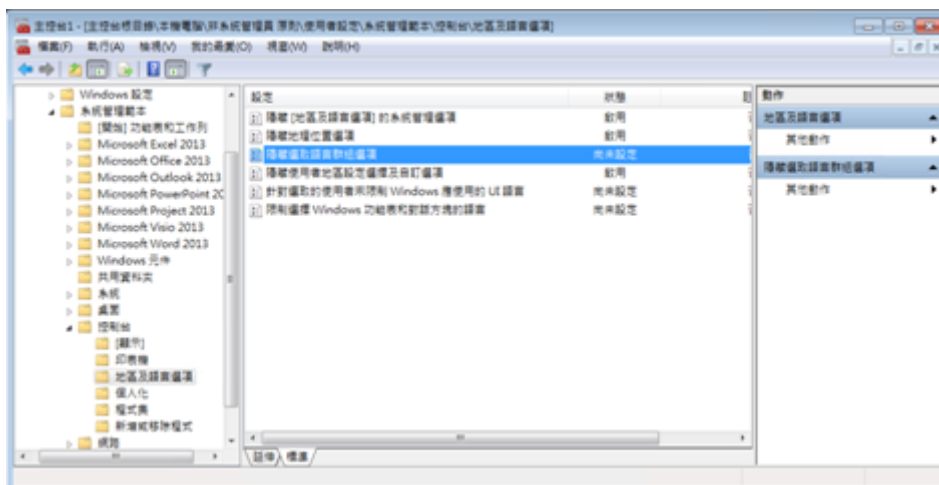 主控台1 - [主控台根目錄\本機電腦\非系統管理員 原則\使用者設定\系統管理範本\控制台\地區及語言選項]
檔案(F) 執行(A) 檢視(V) 我的最愛(O) 視窗(W) 說明(H)
Windows 設定
系統管理範本
[開始] 功能表和工作列
Microsoft Excel 2013
Microsoft Office 2013
Microsoft Outlook 2013
Microsoft PowerPoint 20
Microsoft Project 2013
Microsoft Visio 2013
Microsoft Word 2013
Windows 元件
共用資料夾
系統
桌面
控制台
[顯示]
印表機
地區及語言選項
個人化
程式集
新增或移除程式
網路
設定 狀態
隱藏 [地區及語言選項] 的系統管理選項 啟用
隱藏地理位置選項 啟用
隱藏選取語言群組選項 尚未設定
隱藏使用者地區設定選擇及自訂選項 啟用
針對選取的使用者來限制 Windows 應使用的 UI 語言 尚未設定
限制選擇 Windows 功能表和對話方塊的語言 尚未設定
延伸 標準
動作
地區及語言選項
其他動作
隱藏選取語言群組選項
其他動作